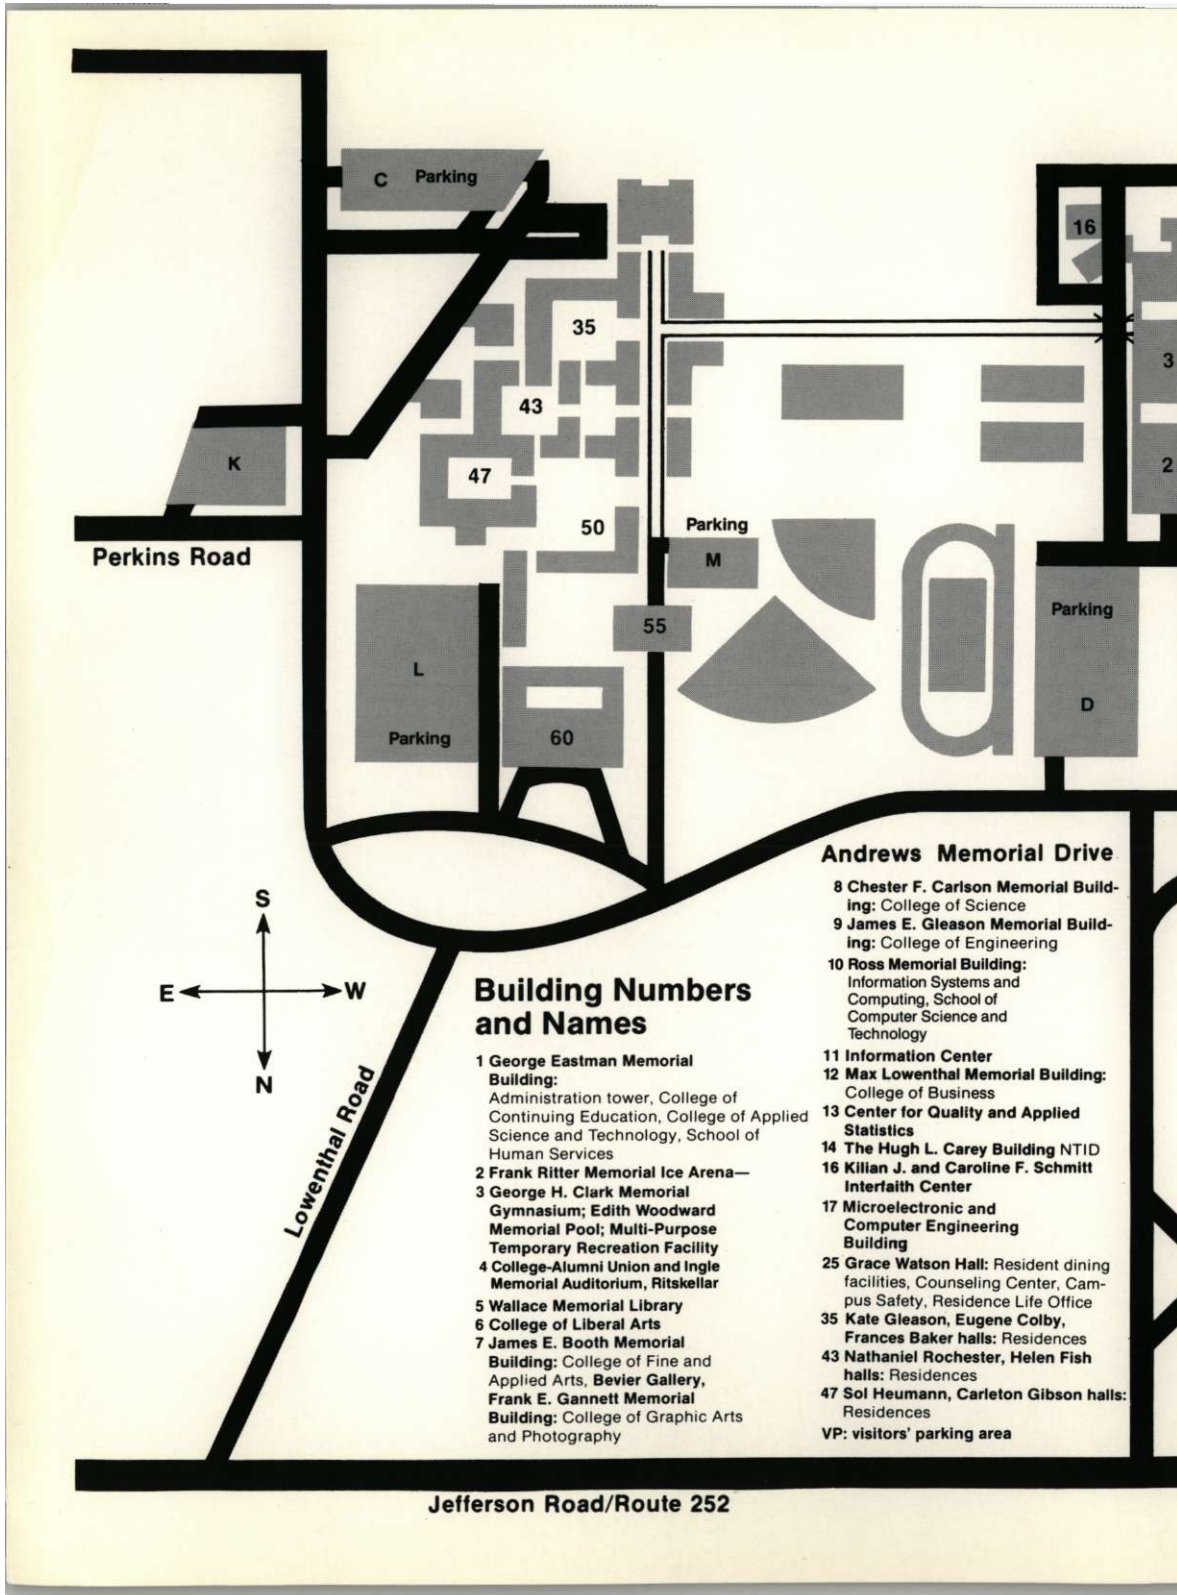 C Parking
16
35
3
43
K
47
2
50
Parking
Perkins Road
M
Parking
55
L
D
Parking
60
Andrews Memorial Drive
S
E
W
N
Lowenthal Road
Building Numbers
and Names
1 George Eastman Memorial
Building:
Administration tower, College of
Continuing Education, College of Applied
Science and Technology, School of
Human Services
2 Frank Ritter Memorial Ice Arena—
3 George H. Clark Memorial
Gymnasium; Edith Woodward
Memorial Pool; Multi-Purpose
Temporary Recreation Facility
4 College-Alumni Union and Ingle
Memorial Auditorium, Ritskellar
5 Wallace Memorial Library
6 College of Liberal Arts
7 James E. Booth Memorial
Building: College of Fine and
Applied Arts, Bevier Gallery,
Frank E. Gannett Memorial
Building: College of Graphic Arts
and Photography
8 Chester F. Carlson Memorial Build-
ing: College of Science
9 James E. Gleason Memorial Build-
ing: College of Engineering
10 Ross Memorial Building:
Information Systems and
Computing, School of
Computer Science and
Technology
11 Information Center
12 Max Lowenthal Memorial Building:
College of Business
13 Center for Quality and Applied
Statistics
14 The Hugh L. Carey Building NTID
16 Kilian J. and Caroline F. Schmitt
Interfaith Center
17 Microelectronic and
Computer Engineering
Building
25 Grace Watson Hall: Resident dining
facilities, Counseling Center, Cam-
pus Safety, Residence Life Office
35 Kate Gleason, Eugene Colby,
Frances Baker halls: Residences
43 Nathaniel Rochester, Helen Fish
halls: Residences
47 Sol Heumann, Carleton Gibson halls:
Residences
VP: visitors' parking area
Jefferson Road/Route 252